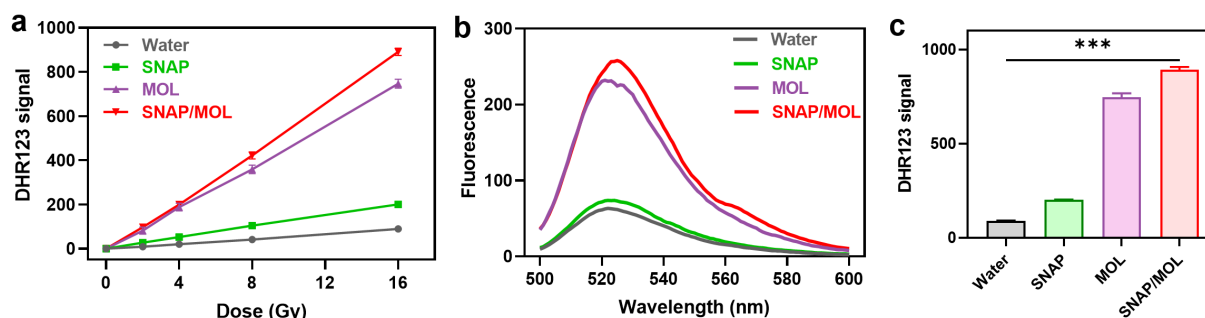 a
DHR123 signal
1000
800
600
400
200
0
0
4
8
12
16
Dose (Gy)
Water
SNAP
MOL
SNAP/MOL
b
Fluorescence
300
200
100
0
500
520
540
560
580
600
Wavelength (nm)
Water
SNAP
MOL
SNAP/MOL
c
DHR123 signal
1000
500
0
***
Water
SNAP
MOL
SNAP/MOL